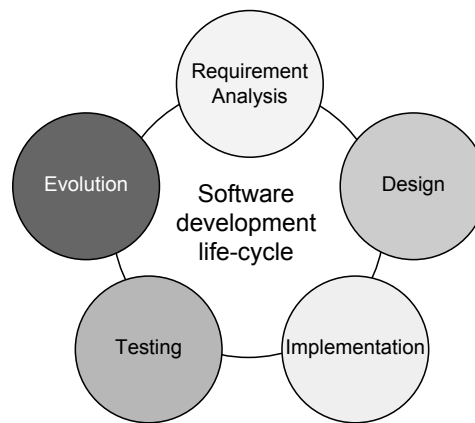 Requirement
Analysis
Evolution
Design
Software
development
life-cycle
Testing
Implementation